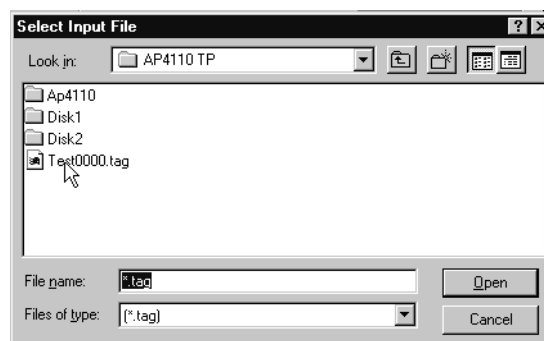 Select Input File
Look in: AP4110 TP
Ap4110
Disk1
Disk2
Test0000.tag
File name: *.tag Open
Files of type: (*.tag) Cancel